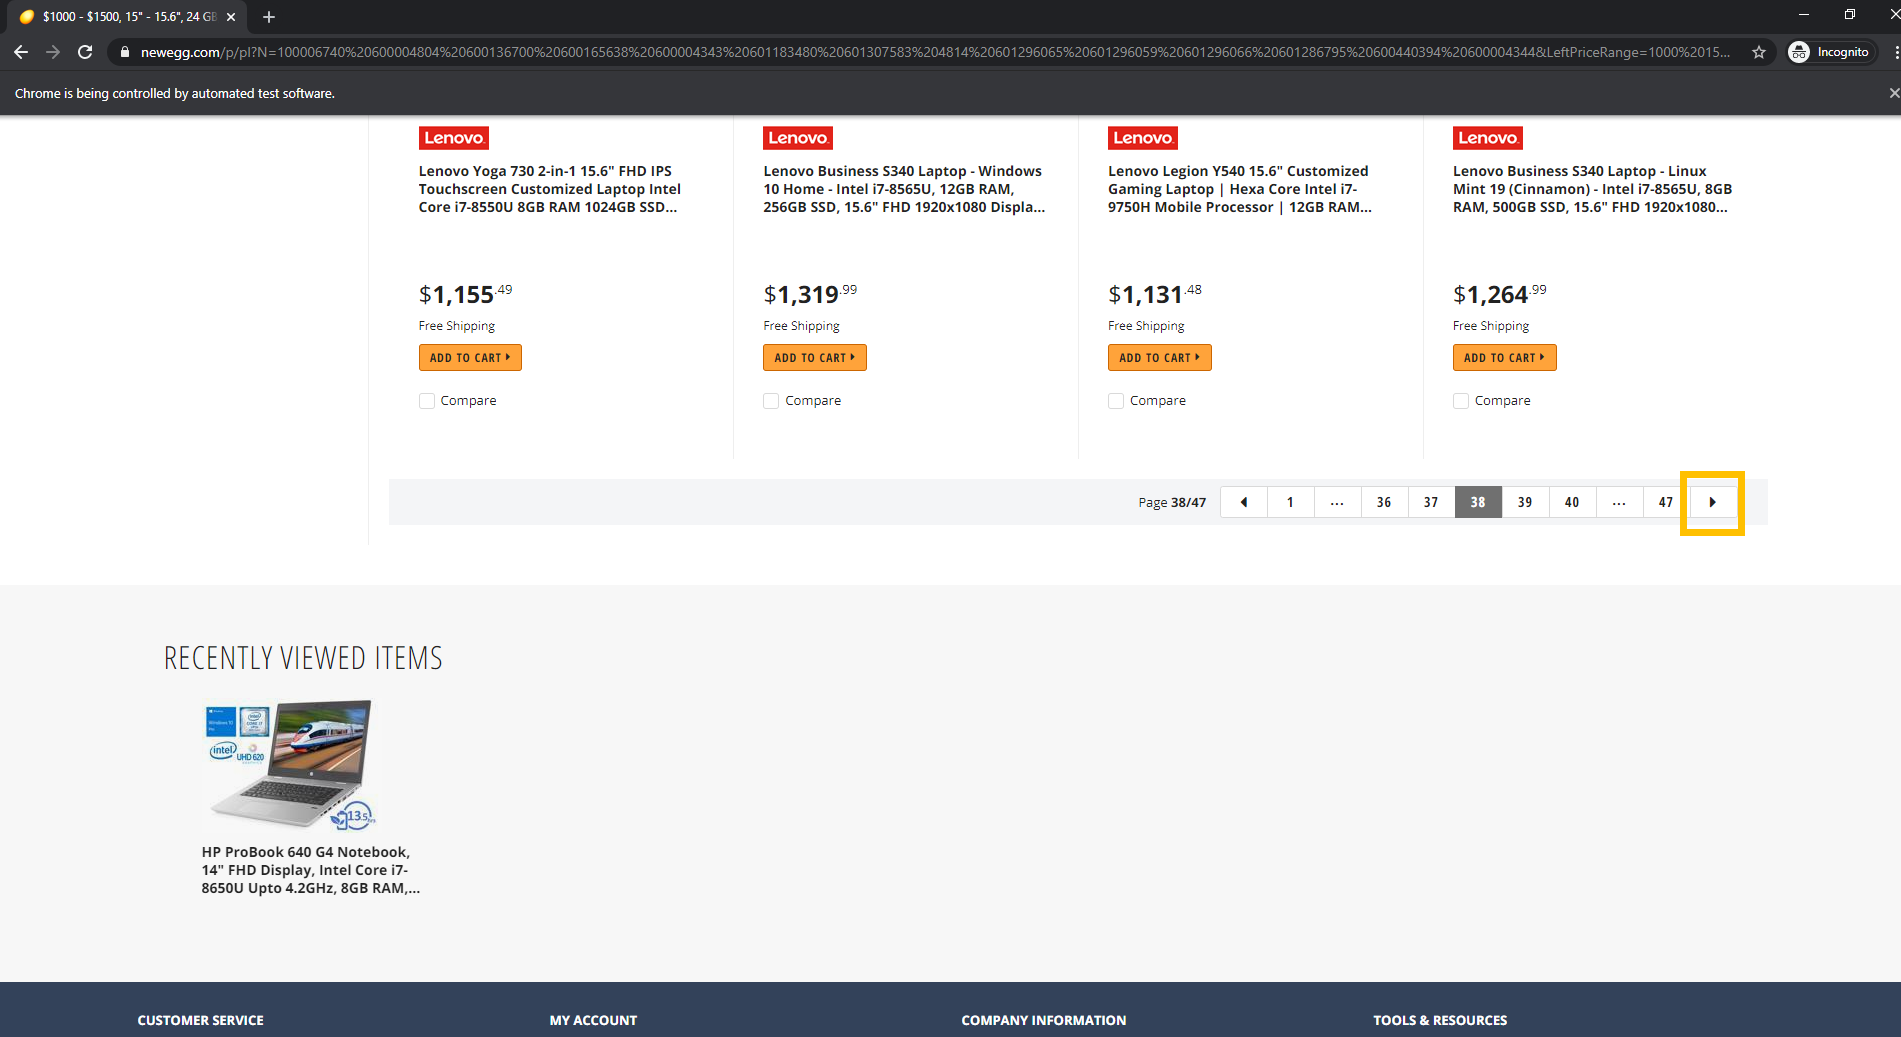 $1000 - $1500, 15" - 15.6", 24 GB
newegg.com/p/pl?N=100006740%20600004804%20600136700%20600165638%20600004343%20601183480%20601307583%204814%20601296065%20601296059%20601296066%20601286795%20600440394%20600004344&LeftPriceRange=1000%2015...
Incognito
Chrome is being controlled by automated test software.
Lenovo
Lenovo Yoga 730 2-in-1 15.6" FHD IPS
Touchscreen Customized Laptop Intel
Core i7-8550U 8GB RAM 1024GB SSD...
$1,155.49
Free Shipping
ADD TO CART
Compare
Lenovo
Lenovo Business S340 Laptop - Windows
10 Home - Intel i7-8565U, 12GB RAM,
256GB SSD, 15.6" FHD 1920x1080 Displa...
$1,319.99
Free Shipping
ADD TO CART
Compare
Lenovo
Lenovo Legion Y540 15.6" Customized
Gaming Laptop | Hexa Core Intel i7-
9750H Mobile Processor | 12GB RAM...
$1,131.48
Free Shipping
ADD TO CART
Compare
Lenovo
Lenovo Business S340 Laptop - Linux
Mint 19 (Cinnamon) - Intel i7-8565U, 8GB
RAM, 500GB SSD, 15.6" FHD 1920x1080...
$1,264.99
Free Shipping
ADD TO CART
Compare
Page 38/47 1 ... 36 37 38 39 40 ... 47
RECENTLY VIEWED ITEMS
intel
UHD 620
13.5
HP ProBook 640 G4 Notebook,
14" FHD Display, Intel Core i7-
8650U Upto 4.2GHz, 8GB RAM,...
CUSTOMER SERVICE MY ACCOUNT COMPANY INFORMATION TOOLS & RESOURCES